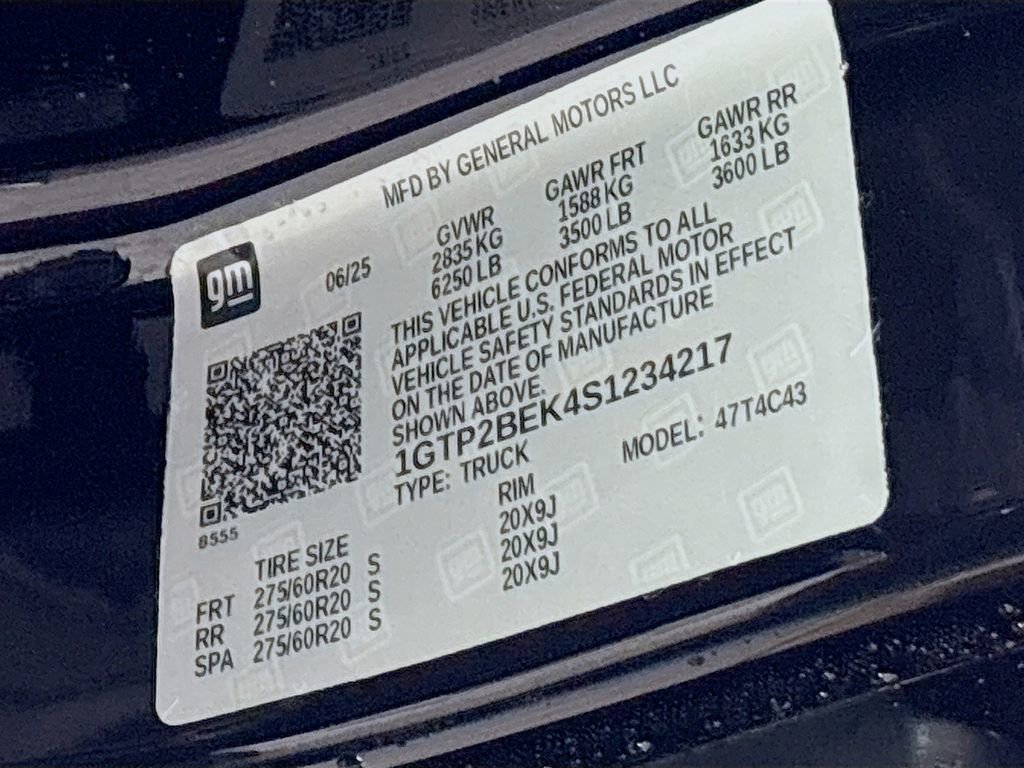 MFD BY GENERAL MOTORS LLC
gm
06/25
GVWR GAWR FRT GAWR RR
2835 KG 1588 KG 1633 KG
6250 LB 3500 LB 3600 LB
THIS VEHICLE CONFORMS TO ALL
APPLICABLE U.S. FEDERAL MOTOR
VEHICLE SAFETY STANDARDS IN EFFECT
ON THE DATE OF MANUFACTURE
SHOWN ABOVE.
1GTP2BEK4S1234217
TYPE: TRUCK MODEL: 47T4C43
8555
TIRE SIZE RIM
FRT 275/60R20 S 20X9J
RR 275/60R20 S 20X9J
SPA 275/60R20 S 20X9J